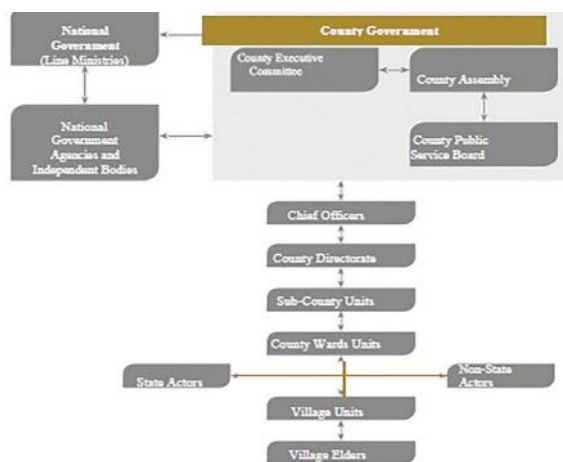 National
Government
(Line Ministries)
County Government
County Executive
Committee
County Assembly
National
Government
Agencies and
Independent Bodies
County Public
Service Board
Chief Officers
County Directorate
Sub-County Units
County Wards Units
State Actors
Non-State
Actors
Village Units
Village Elders